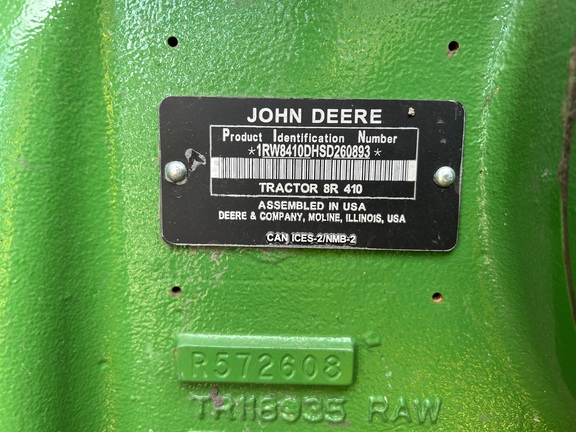 JOHN DEERE
Product Identification Number
*1RW8410DHSD260893*
TRACTOR 8R 410
ASSEMBLED IN USA
DEERE & COMPANY, MOLINE, ILLINOIS, USA
CAN ICES-2/NMB-2
R572608
TR118935 RAW